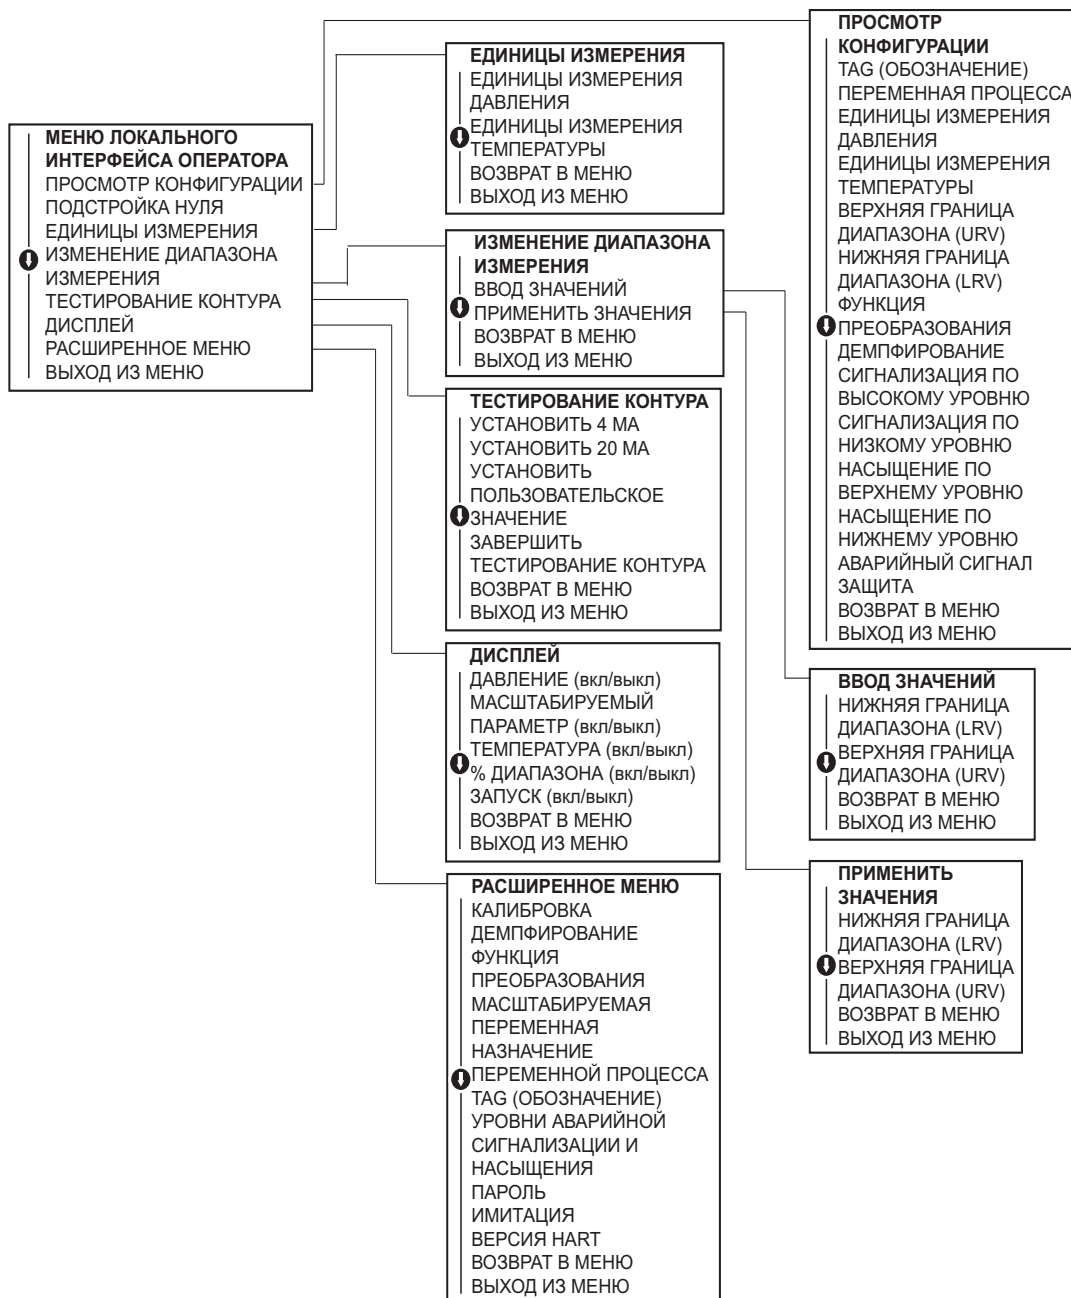 МЕНЮ ЛОКАЛЬНОГО
ИНТЕРФЕЙСА ОПЕРАТОРА
ПРОСМОТР КОНФИГУРАЦИИ
ПОДСТРОЙКА НУЛЯ
ЕДИНИЦЫ ИЗМЕРЕНИЯ
ИЗМЕНЕНИЕ ДИАПАЗОНА
ИЗМЕРЕНИЯ
ТЕСТИРОВАНИЕ КОНТУРА
ДИСПЛЕЙ
РАСШИРЕННОЕ МЕНЮ
ВЫХОД ИЗ МЕНЮ
ЕДИНИЦЫ ИЗМЕРЕНИЯ
ЕДИНИЦЫ ИЗМЕРЕНИЯ
ДАВЛЕНИЯ
ЕДИНИЦЫ ИЗМЕРЕНИЯ
ТЕМПЕРАТУРЫ
ВОЗВРАТ В МЕНЮ
ВЫХОД ИЗ МЕНЮ
ИЗМЕНЕНИЕ ДИАПАЗОНА
ИЗМЕРЕНИЯ
ВВОД ЗНАЧЕНИЙ
ПРИМЕНИТЬ ЗНАЧЕНИЯ
ВОЗВРАТ В МЕНЮ
ВЫХОД ИЗ МЕНЮ
ТЕСТИРОВАНИЕ КОНТУРА
УСТАНОВИТЬ 4 МА
УСТАНОВИТЬ 20 МА
УСТАНОВИТЬ
ПОЛЬЗОВАТЕЛЬСКОЕ
ЗНАЧЕНИЕ
ЗАВЕРШИТЬ
ТЕСТИРОВАНИЕ КОНТУРА
ВОЗВРАТ В МЕНЮ
ВЫХОД ИЗ МЕНЮ
ДИСПЛЕЙ
ДАВЛЕНИЕ (вкл/выкл)
МАСШТАБИРУЕМЫЙ
ПАРАМЕТР (вкл/выкл)
ТЕМПЕРАТУРА (вкл/выкл)
% ДИАПАЗОНА (вкл/выкл)
ЗАПУСК (вкл/выкл)
ВОЗВРАТ В МЕНЮ
ВЫХОД ИЗ МЕНЮ
РАСШИРЕННОЕ МЕНЮ
КАЛИБРОВКА
ДЕМПФИРОВАНИЕ
ФУНКЦИЯ
ПРЕОБРАЗОВАНИЯ
МАСШТАБИРУЕМАЯ
ПЕРЕМЕННАЯ
НАЗНАЧЕНИЕ
ПЕРЕМЕННОЙ ПРОЦЕССА
TAG (ОБОЗНАЧЕНИЕ)
УРОВНИ АВАРИЙНОЙ
СИГНАЛИЗАЦИИ И
НАСЫЩЕНИЯ
ПАРОЛЬ
ИМИТАЦИЯ
ВЕРСИЯ HART
ВОЗВРАТ В МЕНЮ
ВЫХОД ИЗ МЕНЮ
ПРОСМОТР
КОНФИГУРАЦИИ
TAG (ОБОЗНАЧЕНИЕ)
ПЕРЕМЕННАЯ ПРОЦЕССА
ЕДИНИЦЫ ИЗМЕРЕНИЯ
ДАВЛЕНИЯ
ЕДИНИЦЫ ИЗМЕРЕНИЯ
ТЕМПЕРАТУРЫ
ВЕРХНЯЯ ГРАНИЦА
ДИАПАЗОНА (URV)
НИЖНЯЯ ГРАНИЦА
ДИАПАЗОНА (LRV)
ФУНКЦИЯ
ПРЕОБРАЗОВАНИЯ
ДЕМПФИРОВАНИЕ
СИГНАЛИЗАЦИЯ ПО
ВЫСОКОМУ УРОВНЮ
СИГНАЛИЗАЦИЯ ПО
НИЗКОМУ УРОВНЮ
НАСЫЩЕНИЕ ПО
ВЕРХНЕМУ УРОВНЮ
НАСЫЩЕНИЕ ПО
НИЖНЕМУ УРОВНЮ
АВАРИЙНЫЙ СИГНАЛ
ЗАЩИТА
ВОЗВРАТ В МЕНЮ
ВЫХОД ИЗ МЕНЮ
ВВОД ЗНАЧЕНИЙ
НИЖНЯЯ ГРАНИЦА
ДИАПАЗОНА (LRV)
ВЕРХНЯЯ ГРАНИЦА
ДИАПАЗОНА (URV)
ВОЗВРАТ В МЕНЮ
ВЫХОД ИЗ МЕНЮ
ПРИМЕНИТЬ
ЗНАЧЕНИЯ
НИЖНЯЯ ГРАНИЦА
ДИАПАЗОНА (LRV)
ВЕРХНЯЯ ГРАНИЦА
ДИАПАЗОНА (URV)
ВОЗВРАТ В МЕНЮ
ВЫХОД ИЗ МЕНЮ